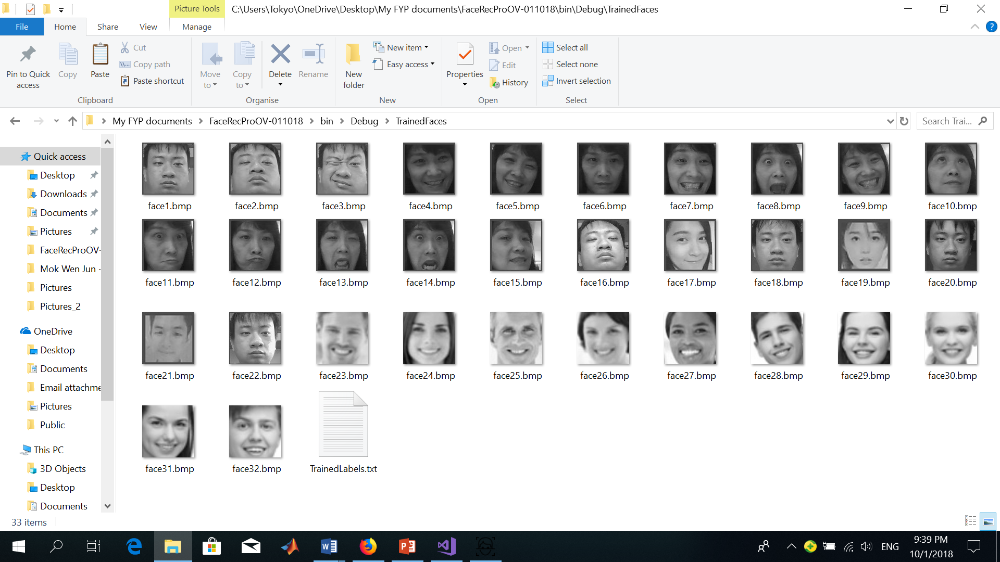 Picture Tools
C:\Users\Tokyo\OneDrive\Desktop\My FYP documents\FaceRecProOV-011018\bin\Debug\TrainedFaces
File Home Share View Manage
Pin to Quick access
Copy
Paste
Cut
Copy path
Paste shortcut
Clipboard
Move to
Copy to
Delete
Rename
Organise
New folder
New item
Easy access
New
Properties
Open
Edit
History
Open
Select all
Select none
Invert selection
Select
My FYP documents FaceRecProOV-011018 bin Debug TrainedFaces
Search Trai...
Quick access
Desktop
Downloads
Documents
Pictures
FaceRecProOV-
Mok Wen Jun -
Pictures
Pictures_2
OneDrive
Desktop
Documents
Email attachme
Pictures
Public
This PC
3D Objects
Desktop
Documents
face1.bmp face2.bmp face3.bmp face4.bmp face5.bmp face6.bmp face7.bmp face8.bmp face9.bmp face10.bmp
face11.bmp face12.bmp face13.bmp face14.bmp face15.bmp face16.bmp face17.bmp face18.bmp face19.bmp face20.bmp
face21.bmp face22.bmp face23.bmp face24.bmp face25.bmp face26.bmp face27.bmp face28.bmp face29.bmp face30.bmp
face31.bmp face32.bmp TrainedLabels.txt
33 items
ENG
9:39 PM
10/1/2018